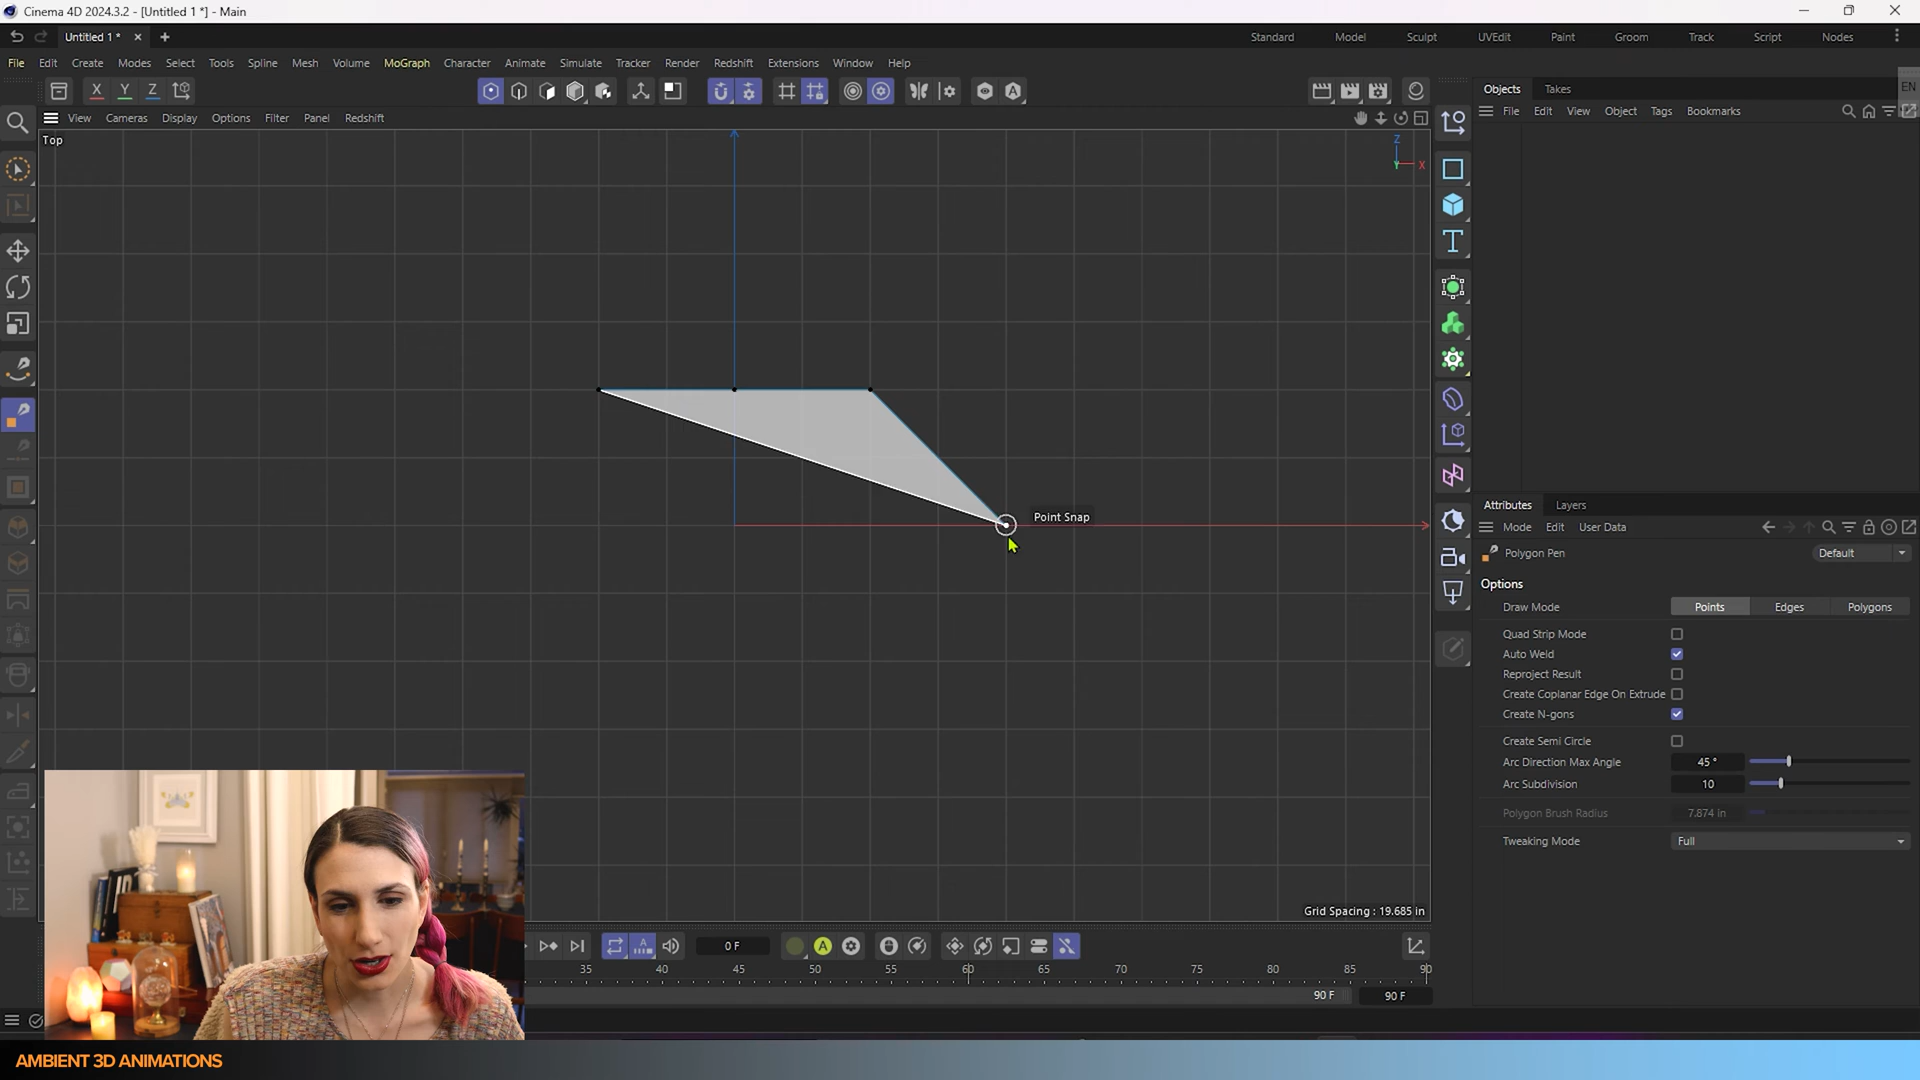 Cinema 4D 2024.3.2 - [Untitled 1 *] - Main
Untitled 1 *
Standard Model Sculpt UVEdit Paint Groom Track Script Nodes
File Edit Create Modes Select Tools Spline Mesh Volume MoGraph Character Animate Simulate Tracker Render Redshift Extensions Window Help
X Y Z
EN
Objects Takes
File Edit View Object Tags Bookmarks
View Cameras Display Options Filter Panel Redshift
Top
Z
Y X
Point Snap
Attributes Layers
Mode Edit User Data
Polygon Pen Default
Options
Draw Mode Points Edges Polygons
Quad Strip Mode
Auto Weld
Reproject Result
Create Coplanar Edge On Extrude
Create N-gons
Create Semi Circle
Arc Direction Max Angle 45 °
Arc Subdivision 10
Polygon Brush Radius 7.874 in
Tweaking Mode Full
Grid Spacing : 19.685 in
0 F
35 40 45 50 55 60 65 70 75 80 85 90
90 F 90 F
AMBIENT 3D ANIMATIONS